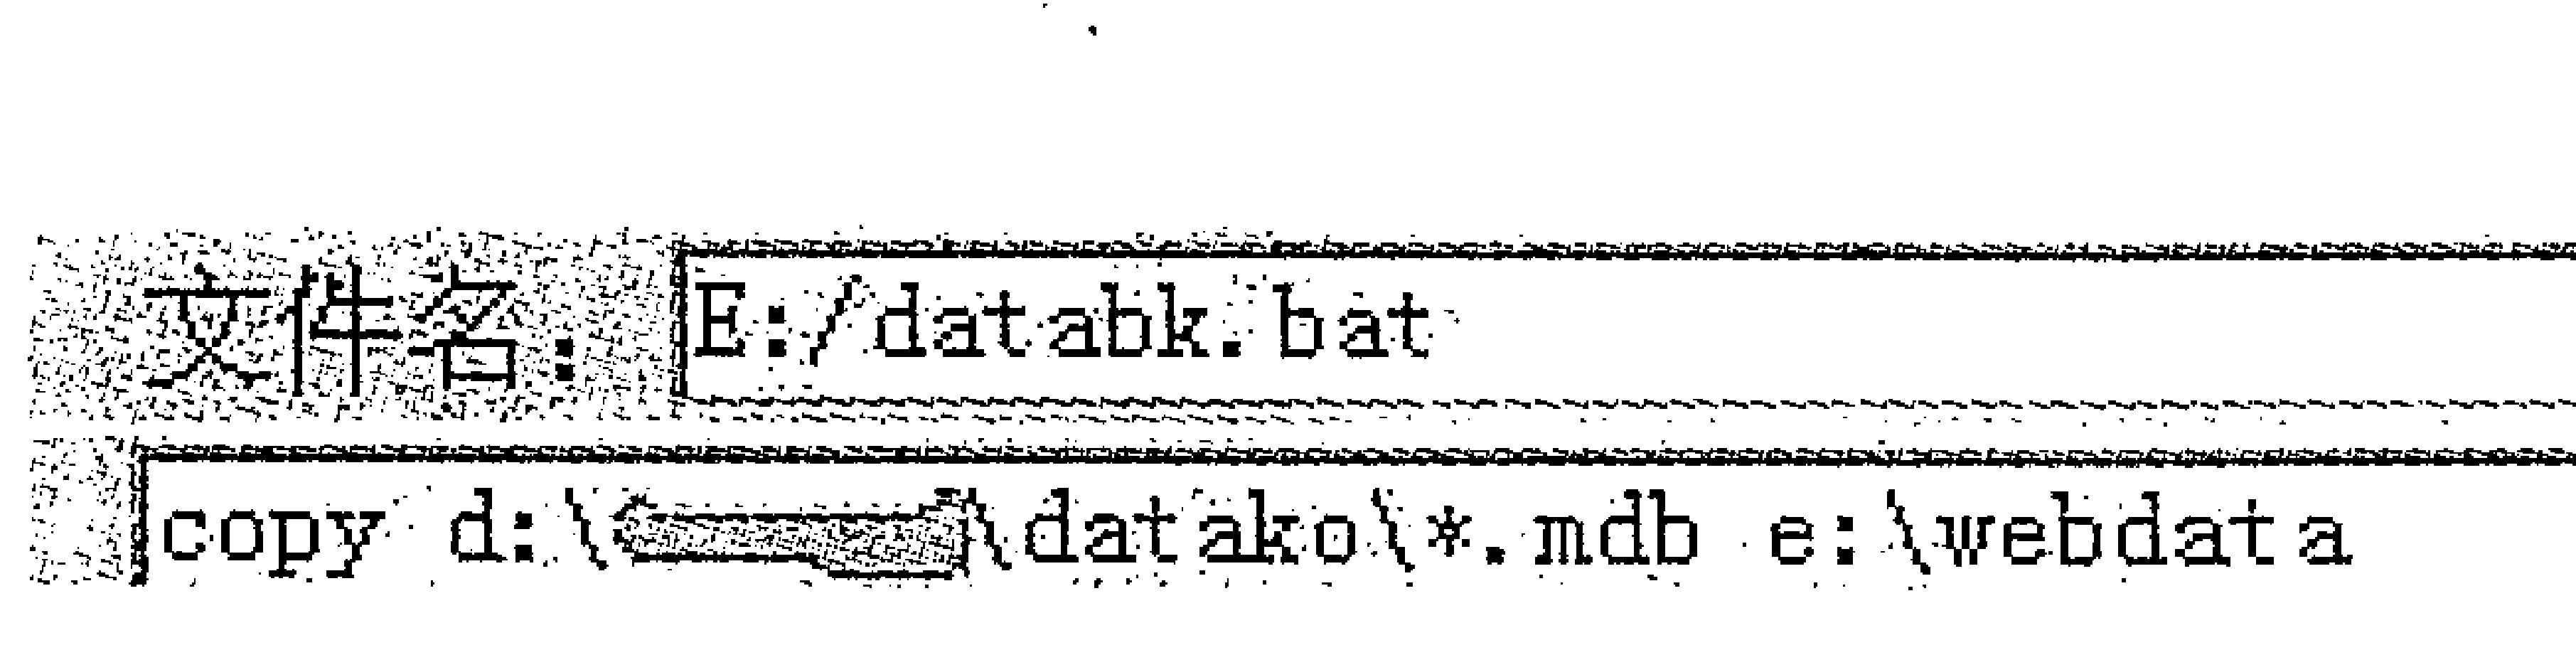 文件名: E:/databk.bat
copy d:\ \datako\*.mdb e:\webdata